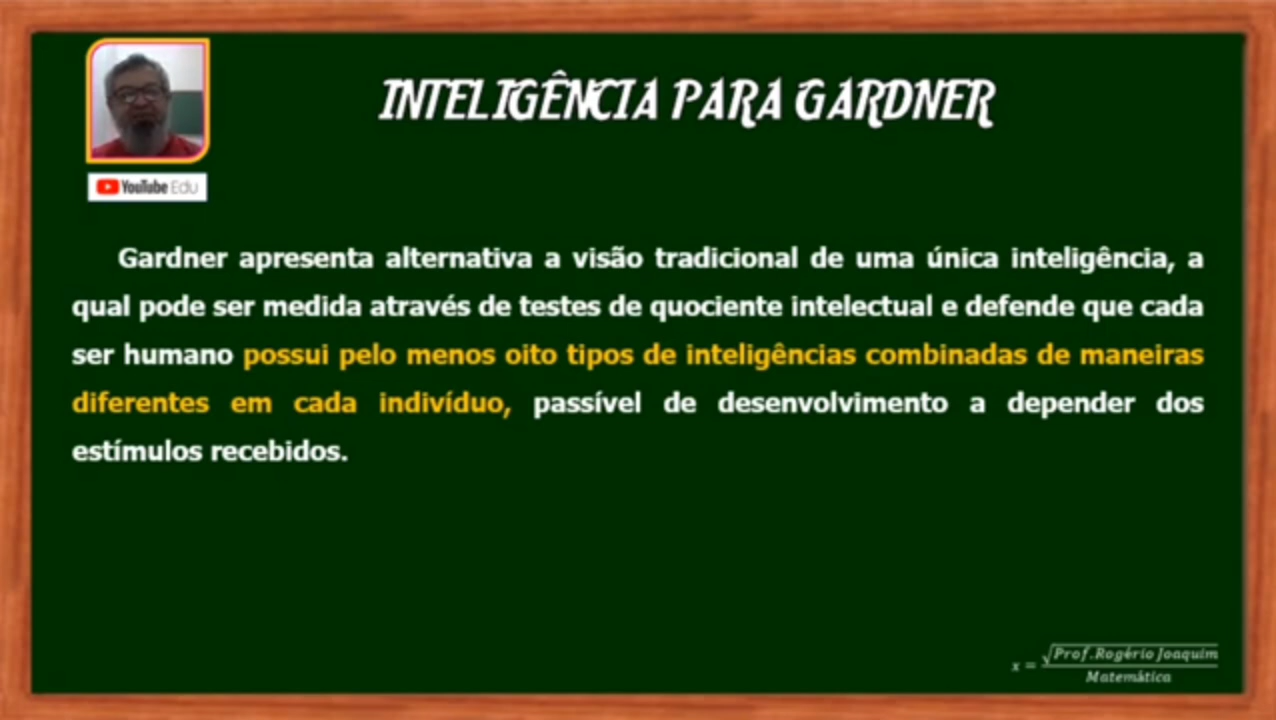 INTELIGÊNCIA PARA GARDNER
YouTube Edu
Gardner apresenta alternativa a visão tradicional de uma única inteligência, a
qual pode ser medida através de testes de quociente intelectual e defende que cada
ser humano possui pelo menos oito tipos de inteligências combinadas de maneiras
diferentes em cada indivíduo, passível de desenvolvimento a depender dos
estímulos recebidos.
x = √Prof.Rogério Joaquim
Matemática